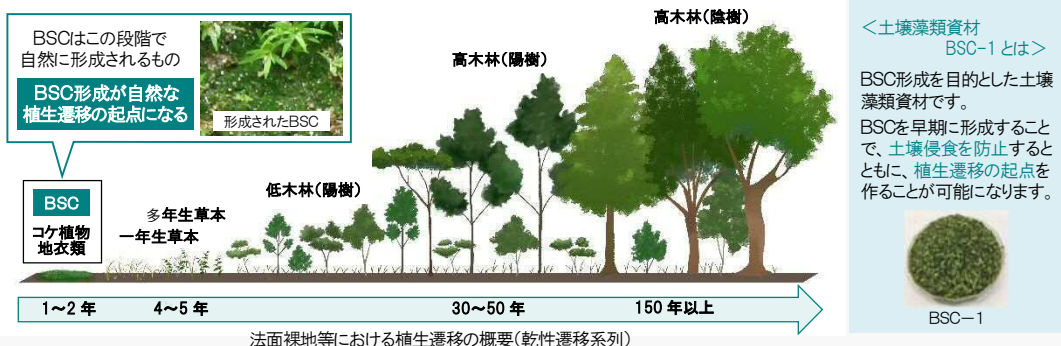 BSCはこの段階で
自然に形成されるもの
BSC形成が自然な
植生遷移の起点になる
形成されたBSC
BSC
コケ植物
地衣類
多年生草本
一年生草本
低木林(陽樹)
高木林(陽樹)
高木林(陰樹)
1～2 年
4～5 年
30～50 年
150 年以上
法面裸地等における植生遷移の概要(乾性遷移系列)
＜土壌藻類資材
BSC-1 とは＞
BSC形成を目的とした土壌
藻類資材です。
BSCを早期に形成すること
で、土壌侵食を防止すると
ともに、植生遷移の起点を
作ることが可能になります。
BSC－1